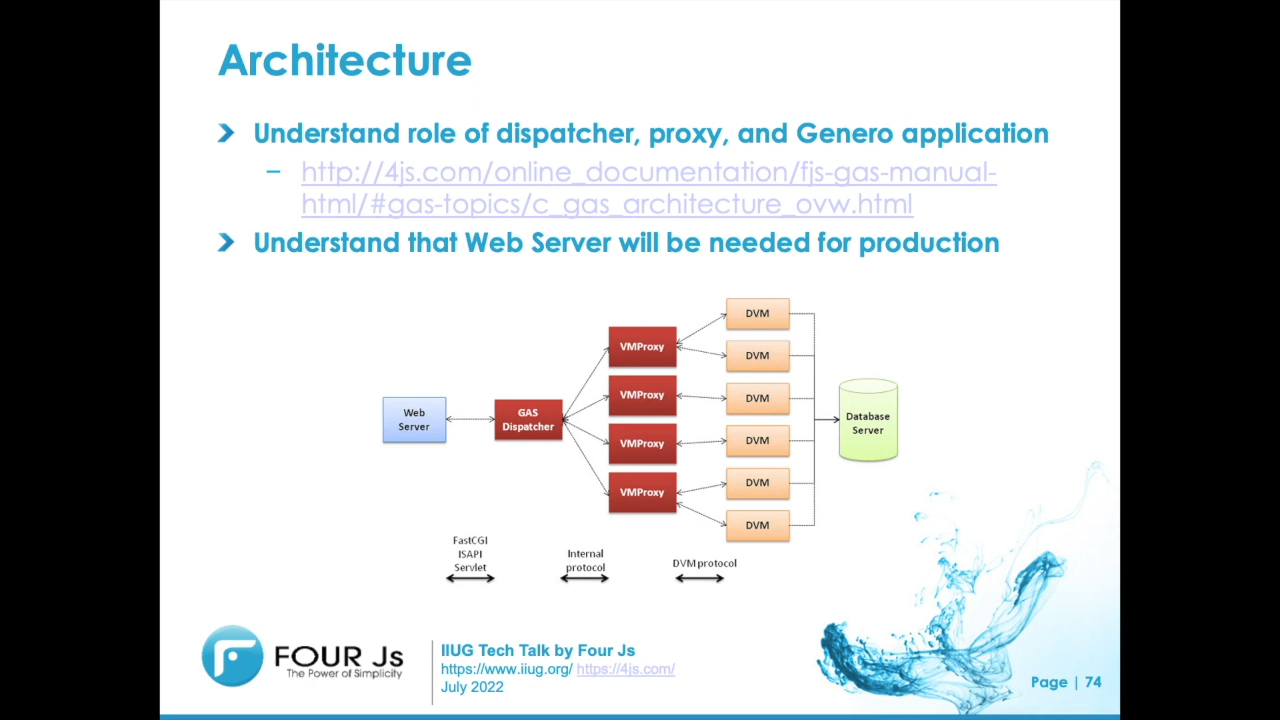 Architecture
Understand role of dispatcher, proxy, and Genero application
– http://4js.com/online_documentation/fjs-gas-manual-
html/#gas-topics/c_gas_architecture_ovw.html
Understand that Web Server will be needed for production
Web
Server
GAS
Dispatcher
VMProxy
VMProxy
VMProxy
VMProxy
DVM
DVM
DVM
DVM
DVM
DVM
Database
Server
FastCGI
ISAPI
Servlet
Internal
protocol
DVM protocol
FOUR Js
The Power of Simplicity
IIUG Tech Talk by Four Js
https://www.iiug.org/ https://4js.com/
July 2022
Page | 74